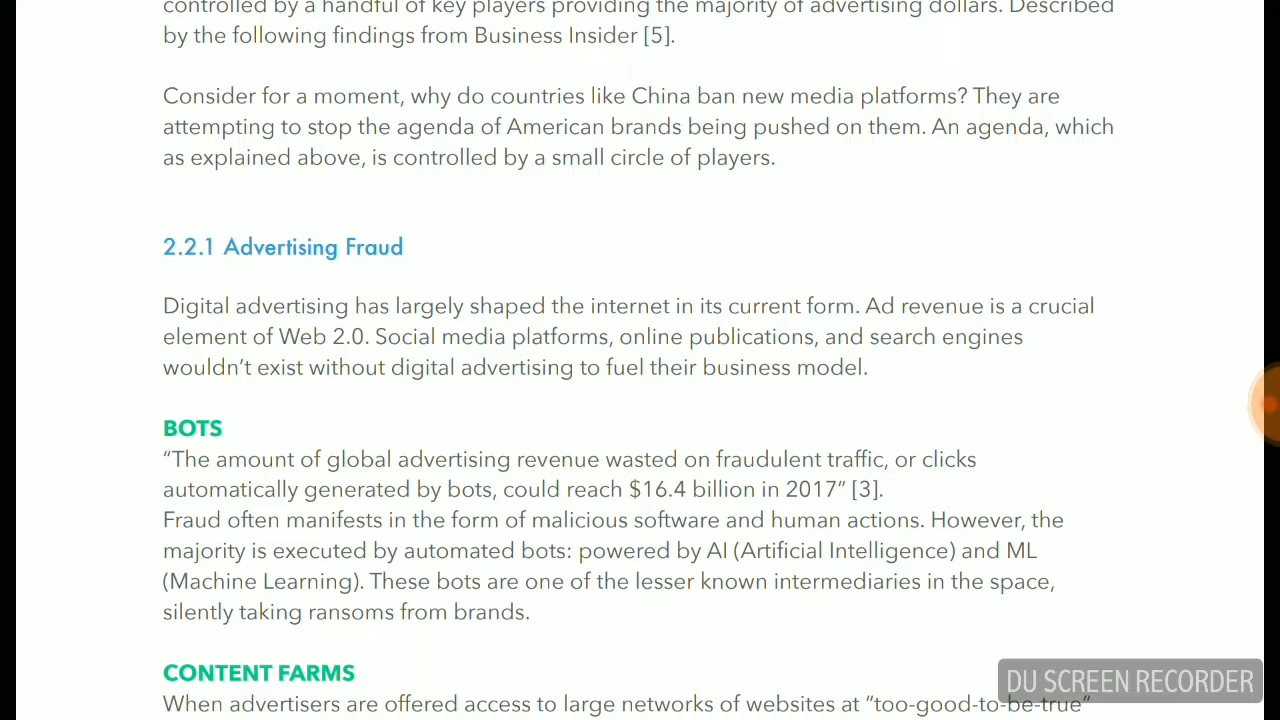 controlled by a handful of key players providing the majority of advertising dollars. Described
by the following findings from Business Insider [5].
Consider for a moment, why do countries like China ban new media platforms? They are
attempting to stop the agenda of American brands being pushed on them. An agenda, which
as explained above, is controlled by a small circle of players.
2.2.1 Advertising Fraud
Digital advertising has largely shaped the internet in its current form. Ad revenue is a crucial
element of Web 2.0. Social media platforms, online publications, and search engines
wouldn’t exist without digital advertising to fuel their business model.
BOTS
“The amount of global advertising revenue wasted on fraudulent traffic, or clicks
automatically generated by bots, could reach $16.4 billion in 2017” [3].
Fraud often manifests in the form of malicious software and human actions. However, the
majority is executed by automated bots: powered by AI (Artificial Intelligence) and ML
(Machine Learning). These bots are one of the lesser known intermediaries in the space,
silently taking ransoms from brands.
CONTENT FARMS
When advertisers are offered access to large networks of websites at “too-good-to-be-true”
DU SCREEN RECORDER